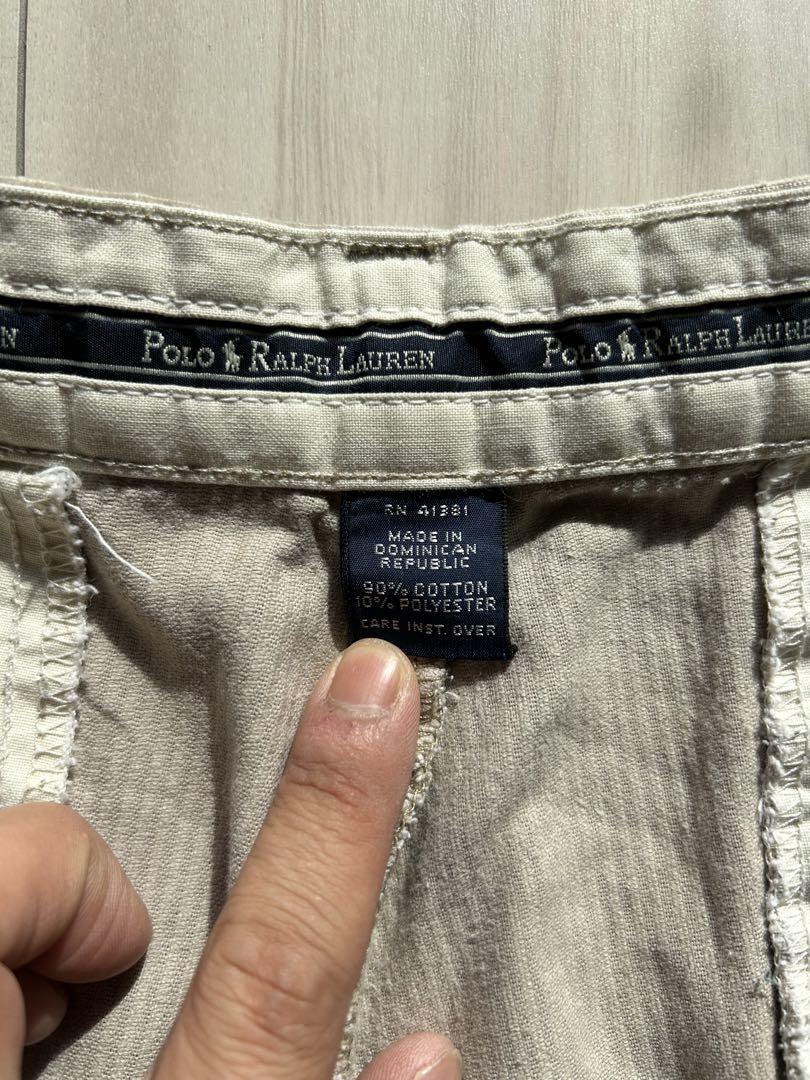 N POLO RALPH LAUREN POLO RALPH LAUREN
RN 41381
MADE IN
DOMINICAN
REPUBLIC
90% COTTON
10% POLYESTER
CARE INST. OVER